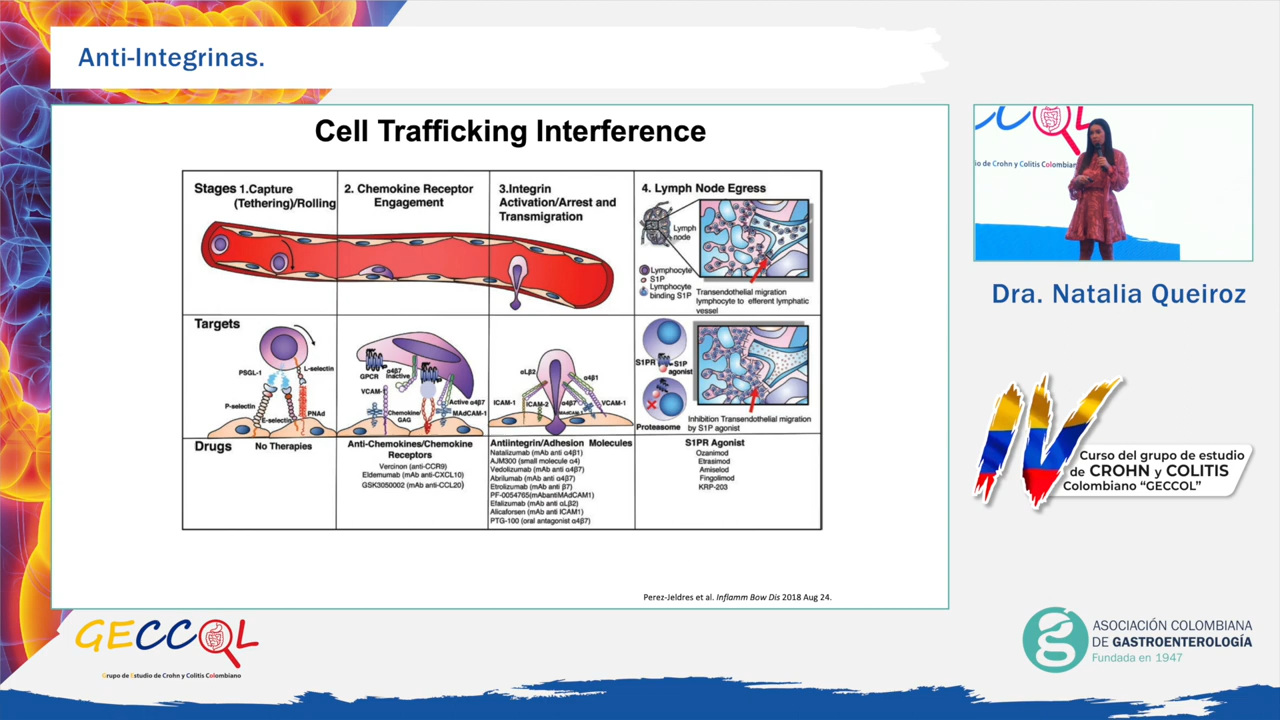 Anti-Integrinas.
Cell Trafficking Interference
Stages 1.Capture
(Tethering)/Rolling
2. Chemokine Receptor
Engagement
3.Integrin
Activation/Arrest and
Transmigration
4. Lymph Node Egress
Lymph
node
Lymphocyte
S1P
Lymphocyte
binding S1P
Transendothelial migration
lymphocyte to efferent lymphatic
vessel
Targets
PSGL-1
L-selectin
P-selectin
E-selectin
PNAd
GPCR
α4β7
Inactive
VCAM-1
Chemokine
GAG
Active α4β7
MAdCAM-1
αLβ2
α4β1
ICAM-1
ICAM-2
α4β7
MAdCAM-1
VCAM-1
S1PR
S1P
agonist
Proteasome
Inhibition Transendothelial migration
by S1P agonist
Drugs
No Therapies
Anti-Chemokines/Chemokine
Receptors
Vercinon (anti-CCR9)
Eldemumab (mAb anti-CXCL10)
GSK3050002 (mAb anti-CCL20)
Antiintegrin/Adhesion Molecules
Natalizumab (mAb anti α4β1)
AJM300 (small molecule α4)
Vedolizumab (mAb anti α4β7)
Abrilumab (mAb anti α4β7)
Etrolizumab (mAb anti β7)
PF-0054765(mAbantiMAdCAM1)
Efalizumab (mAb anti αLβ2)
Alicaforsen (mAb anti ICAM1)
PTG-100 (oral antagonist α4β7)
S1PR Agonist
Ozanimod
Etrasimod
Amiselod
Fingolimod
KRP-203
Perez-Jeldres et al. Inflamm Bow Dis 2018 Aug 24.
io de Crohn y Colitis Colombian
Dra. Natalia Queiroz
IV
Curso del grupo de estudio
de CROHN y COLITIS
Colombiano “GECCOL”
GECCOL
Grupo de Estudio de Crohn y Colitis Colombiano
ASOCIACIÓN COLOMBIANA
DE GASTROENTEROLOGÍA
Fundada en 1947